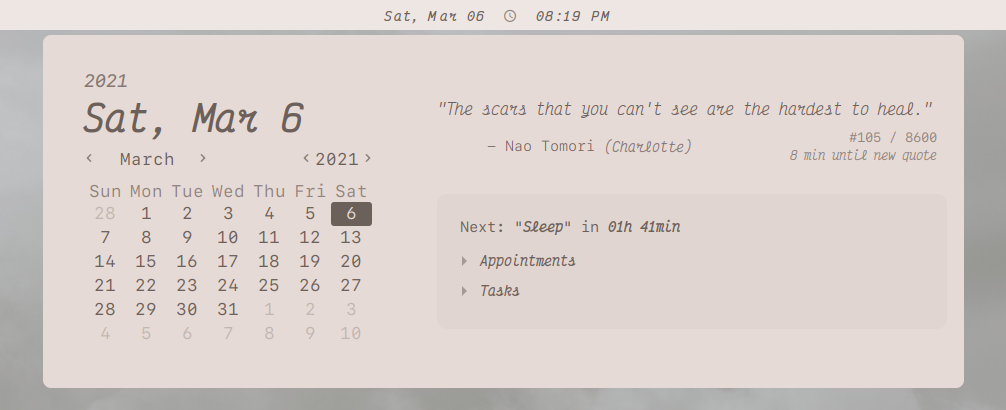 Sat, Mar 06 08:19 PM
2021
Sat, Mar 6
March 2021
Sun Mon Tue Wed Thu Fri Sat
28 1 2 3 4 5 6
7 8 9 10 11 12 13
14 15 16 17 18 19 20
21 22 23 24 25 26 27
28 29 30 31 1 2 3
4 5 6 7 8 9 10
"The scars that you can't see are the hardest to heal."
— Nao Tomori (Charlotte)
#105 / 8600
8 min until new quote
Next: "Sleep" in 01h 41min
Appointments
Tasks